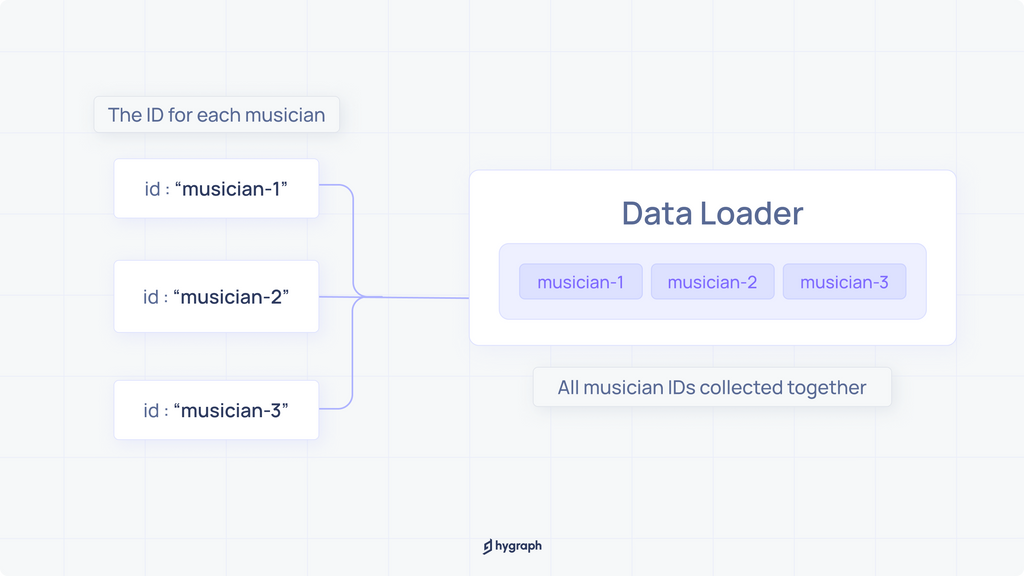 The ID for each musician
id : “musician-1”
id : “musician-2”
id : “musician-3”
Data Loader
musician-1 musician-2 musician-3
All musician IDs collected together
hygraph